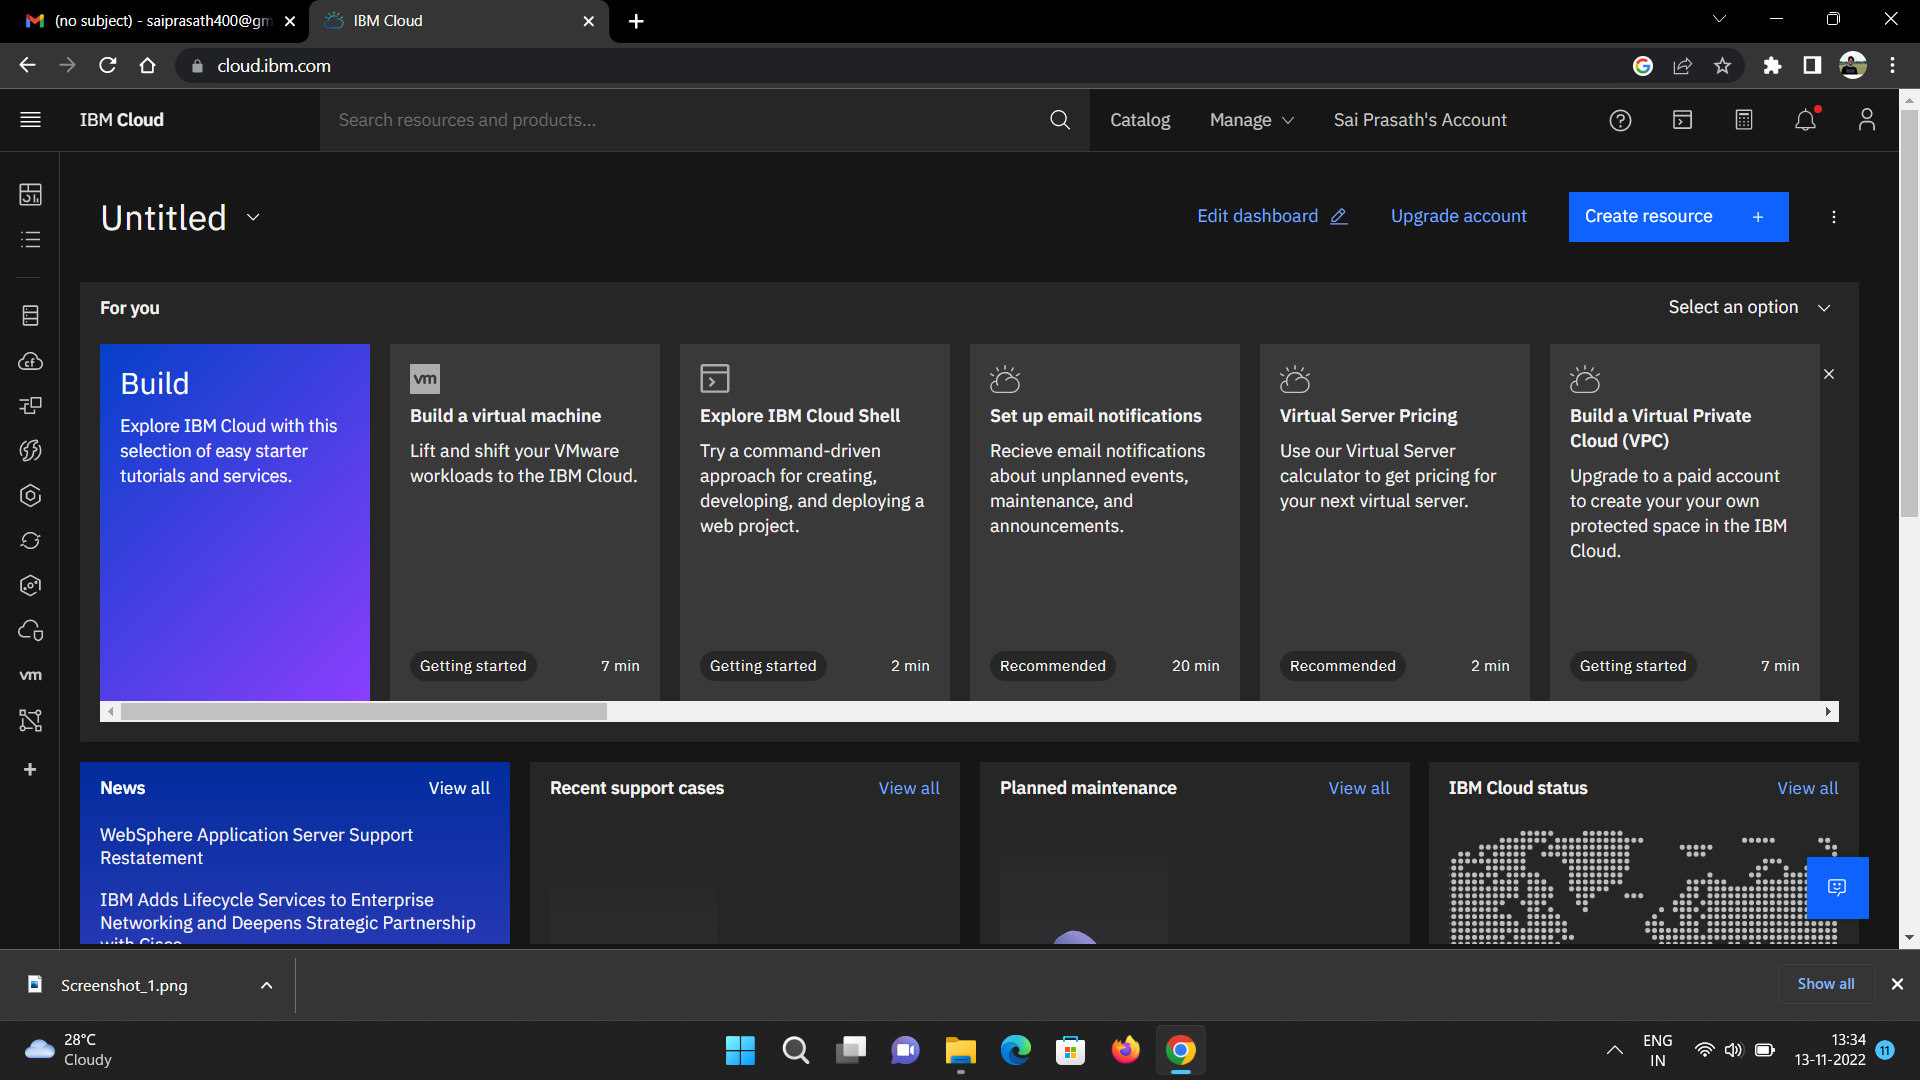 (no subject) - saiprasath400@gm
IBM Cloud
cloud.ibm.com
IBM Cloud
Search resources and products...
Catalog
Manage
Sai Prasath's Account
Untitled
Edit dashboard
Upgrade account
Create resource +
For you
Select an option
Build
Explore IBM Cloud with this
selection of easy starter
tutorials and services.
vm
Build a virtual machine
Lift and shift your VMware
workloads to the IBM Cloud.
Getting started
7 min
Explore IBM Cloud Shell
Try a command-driven
approach for creating,
developing, and deploying a
web project.
Getting started
2 min
Set up email notifications
Recieve email notifications
about unplanned events,
maintenance, and
announcements.
Recommended
20 min
Virtual Server Pricing
Use our Virtual Server
calculator to get pricing for
your next virtual server.
Recommended
2 min
Build a Virtual Private
Cloud (VPC)
Upgrade to a paid account
to create your your own
protected space in the IBM
Cloud.
Getting started
7 min
cf
vm
News
View all
WebSphere Application Server Support
Restatement
IBM Adds Lifecycle Services to Enterprise
Networking and Deepens Strategic Partnership
with Cisco
Recent support cases
View all
Planned maintenance
View all
IBM Cloud status
View all
Screenshot_1.png
Show all
28°C
Cloudy
ENG
IN
13:34
13-11-2022
11